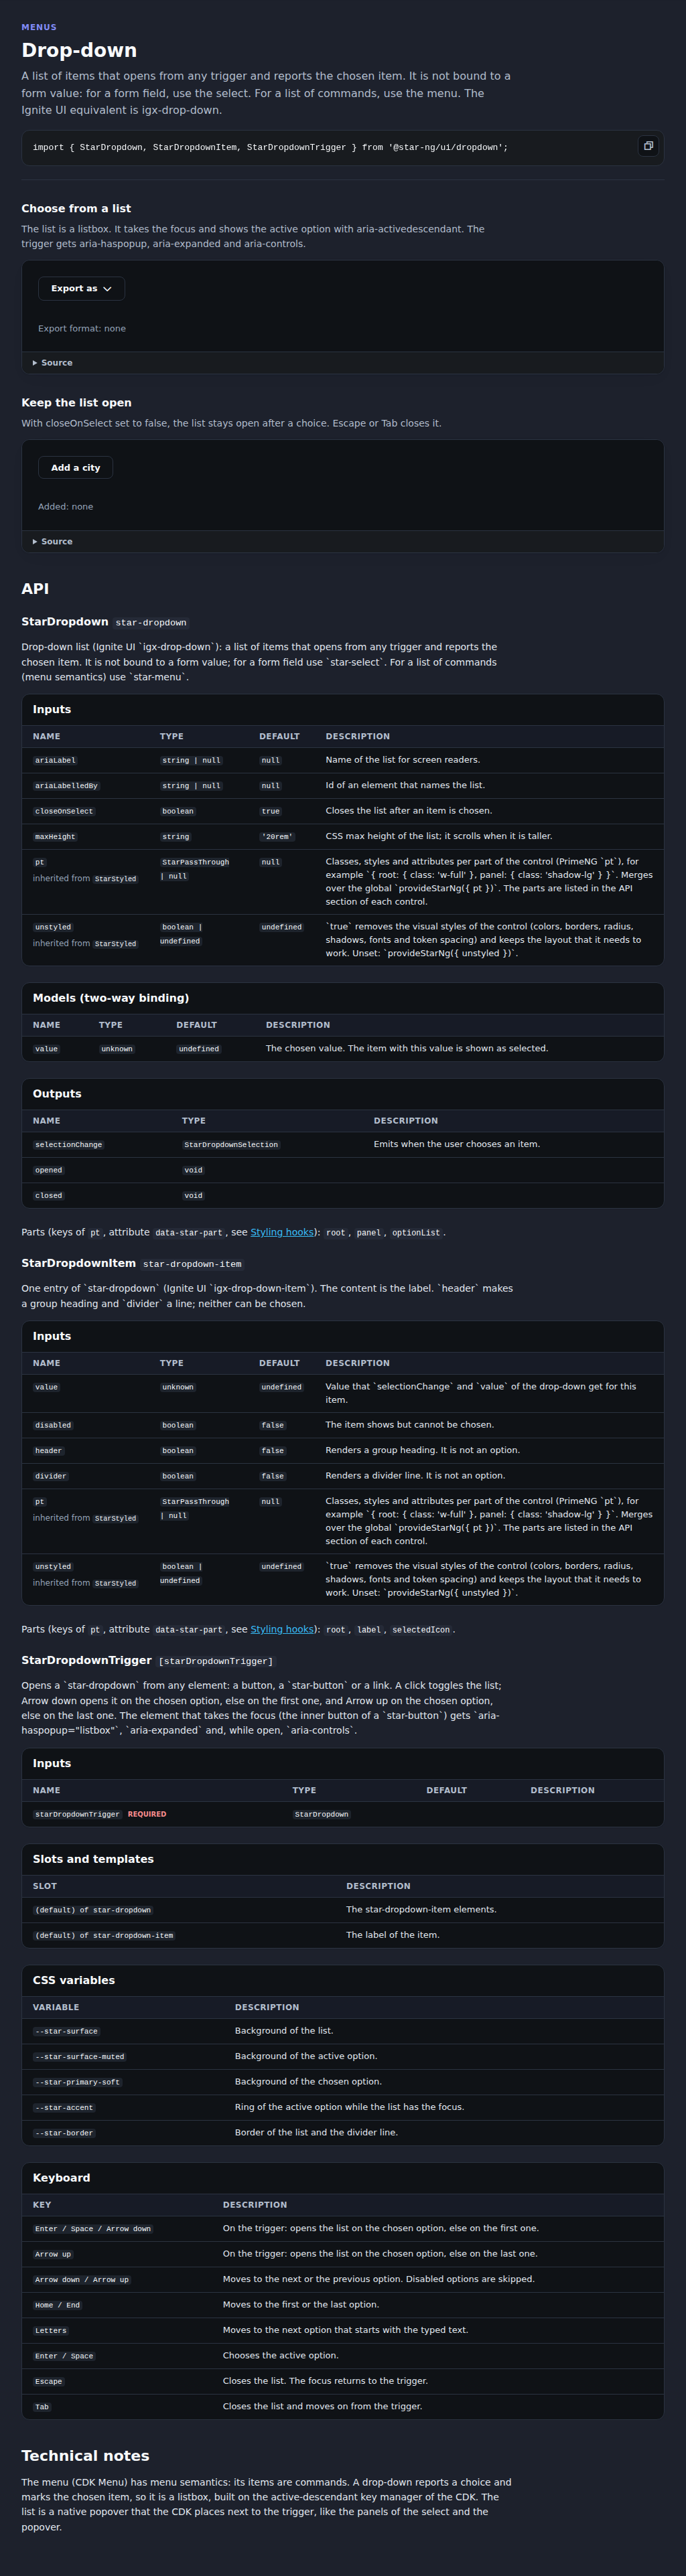 MENUS
Drop-down
A list of items that opens from any trigger and reports the chosen item. It is not bound to a
form value: for a form field, use the select. For a list of commands, use the menu. The
Ignite UI equivalent is igx-drop-down.
import { StarDropdown, StarDropdownItem, StarDropdownTrigger } from '@star-ng/ui/dropdown';
Choose from a list
The list is a listbox. It takes the focus and shows the active option with aria-activedescendant. The
trigger gets aria-haspopup, aria-expanded and aria-controls.
Export as
Export format: none
Source
Keep the list open
With closeOnSelect set to false, the list stays open after a choice. Escape or Tab closes it.
Add a city
Added: none
Source
API
StarDropdown star-dropdown
Drop-down list (Ignite UI `igx-drop-down`): a list of items that opens from any trigger and reports the
chosen item. It is not bound to a form value; for a form field use `star-select`. For a list of commands
(menu semantics) use `star-menu`.
Inputs
NAME TYPE DEFAULT DESCRIPTION
ariaLabel string | null null Name of the list for screen readers.
ariaLabelledBy string | null null Id of an element that names the list.
closeOnSelect boolean true Closes the list after an item is chosen.
maxHeight string '20rem' CSS max height of the list; it scrolls when it is taller.
pt StarPassThrough null Classes, styles and attributes per part of the control (PrimeNG `pt`), for
inherited from StarStyled | null example `{ root: { class: 'w-full' }, panel: { class: 'shadow-lg' } }`. Merges
over the global `provideStarNg({ pt })`. The parts are listed in the API
section of each control.
unstyled boolean | undefined `true` removes the visual styles of the control (colors, borders, radius,
inherited from StarStyled undefined shadows, fonts and token spacing) and keeps the layout that it needs to
work. Unset: `provideStarNg({ unstyled })`.
Models (two-way binding)
NAME TYPE DEFAULT DESCRIPTION
value unknown undefined The chosen value. The item with this value is shown as selected.
Outputs
NAME TYPE DESCRIPTION
selectionChange StarDropdownSelection Emits when the user chooses an item.
opened void
closed void
Parts (keys of pt, attribute data-star-part, see Styling hooks): root, panel, optionList.
StarDropdownItem star-dropdown-item
One entry of `star-dropdown` (Ignite UI `igx-drop-down-item`). The content is the label. `header` makes
a group heading and `divider` a line; neither can be chosen.
Inputs
NAME TYPE DEFAULT DESCRIPTION
value unknown undefined Value that `selectionChange` and `value` of the drop-down get for this
item.
disabled boolean false The item shows but cannot be chosen.
header boolean false Renders a group heading. It is not an option.
divider boolean false Renders a divider line. It is not an option.
pt StarPassThrough null Classes, styles and attributes per part of the control (PrimeNG `pt`), for
inherited from StarStyled | null example `{ root: { class: 'w-full' }, panel: { class: 'shadow-lg' } }`. Merges
over the global `provideStarNg({ pt })`. The parts are listed in the API
section of each control.
unstyled boolean | undefined `true` removes the visual styles of the control (colors, borders, radius,
inherited from StarStyled undefined shadows, fonts and token spacing) and keeps the layout that it needs to
work. Unset: `provideStarNg({ unstyled })`.
Parts (keys of pt, attribute data-star-part, see Styling hooks): root, label, selectedIcon.
StarDropdownTrigger [starDropdownTrigger]
Opens a `star-dropdown` from any element: a button, a `star-button` or a link. A click toggles the list;
Arrow down opens it on the chosen option, else on the first one, and Arrow up on the chosen option,
else on the last one. The element that takes the focus (the inner button of a `star-button`) gets `aria-
haspopup="listbox"`, `aria-expanded` and, while open, `aria-controls`.
Inputs
NAME TYPE DEFAULT DESCRIPTION
starDropdownTrigger REQUIRED StarDropdown
Slots and templates
SLOT DESCRIPTION
(default) of star-dropdown The star-dropdown-item elements.
(default) of star-dropdown-item The label of the item.
CSS variables
VARIABLE DESCRIPTION
--star-surface Background of the list.
--star-surface-muted Background of the active option.
--star-primary-soft Background of the chosen option.
--star-accent Ring of the active option while the list has the focus.
--star-border Border of the list and the divider line.
Keyboard
KEY DESCRIPTION
Enter / Space / Arrow down On the trigger: opens the list on the chosen option, else on the first one.
Arrow up On the trigger: opens the list on the chosen option, else on the last one.
Arrow down / Arrow up Moves to the next or the previous option. Disabled options are skipped.
Home / End Moves to the first or the last option.
Letters Moves to the next option that starts with the typed text.
Enter / Space Chooses the active option.
Escape Closes the list. The focus returns to the trigger.
Tab Closes the list and moves on from the trigger.
Technical notes
The menu (CDK Menu) has menu semantics: its items are commands. A drop-down reports a choice and
marks the chosen item, so it is a listbox, built on the active-descendant key manager of the CDK. The
list is a native popover that the CDK places next to the trigger, like the panels of the select and the
popover.